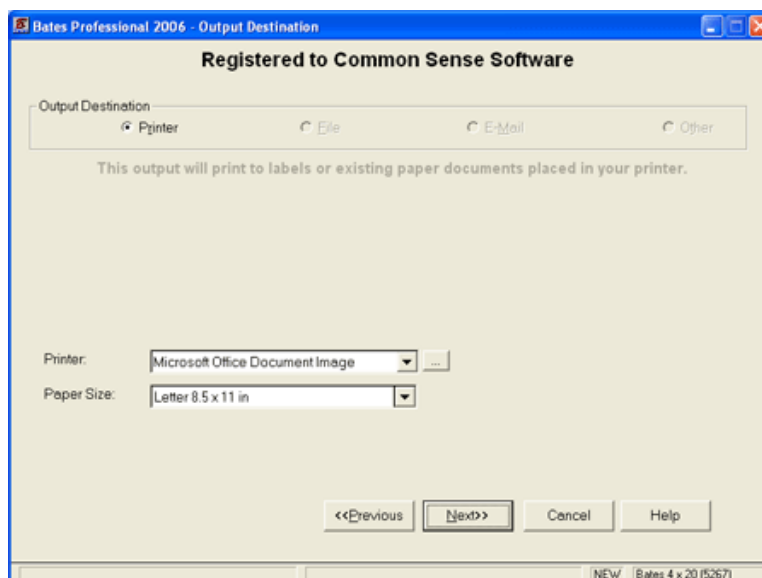 Bates Professional 2006 - Output Destination
Registered to Common Sense Software
Output Destination
Printer File E-Mail Other
This output will print to labels or existing paper documents placed in your printer.
Printer: Microsoft Office Document Image ...
Paper Size: Letter 8.5 x 11 in
<<Previous Next>> Cancel Help
NEW Bates 4 x 20 (5267)